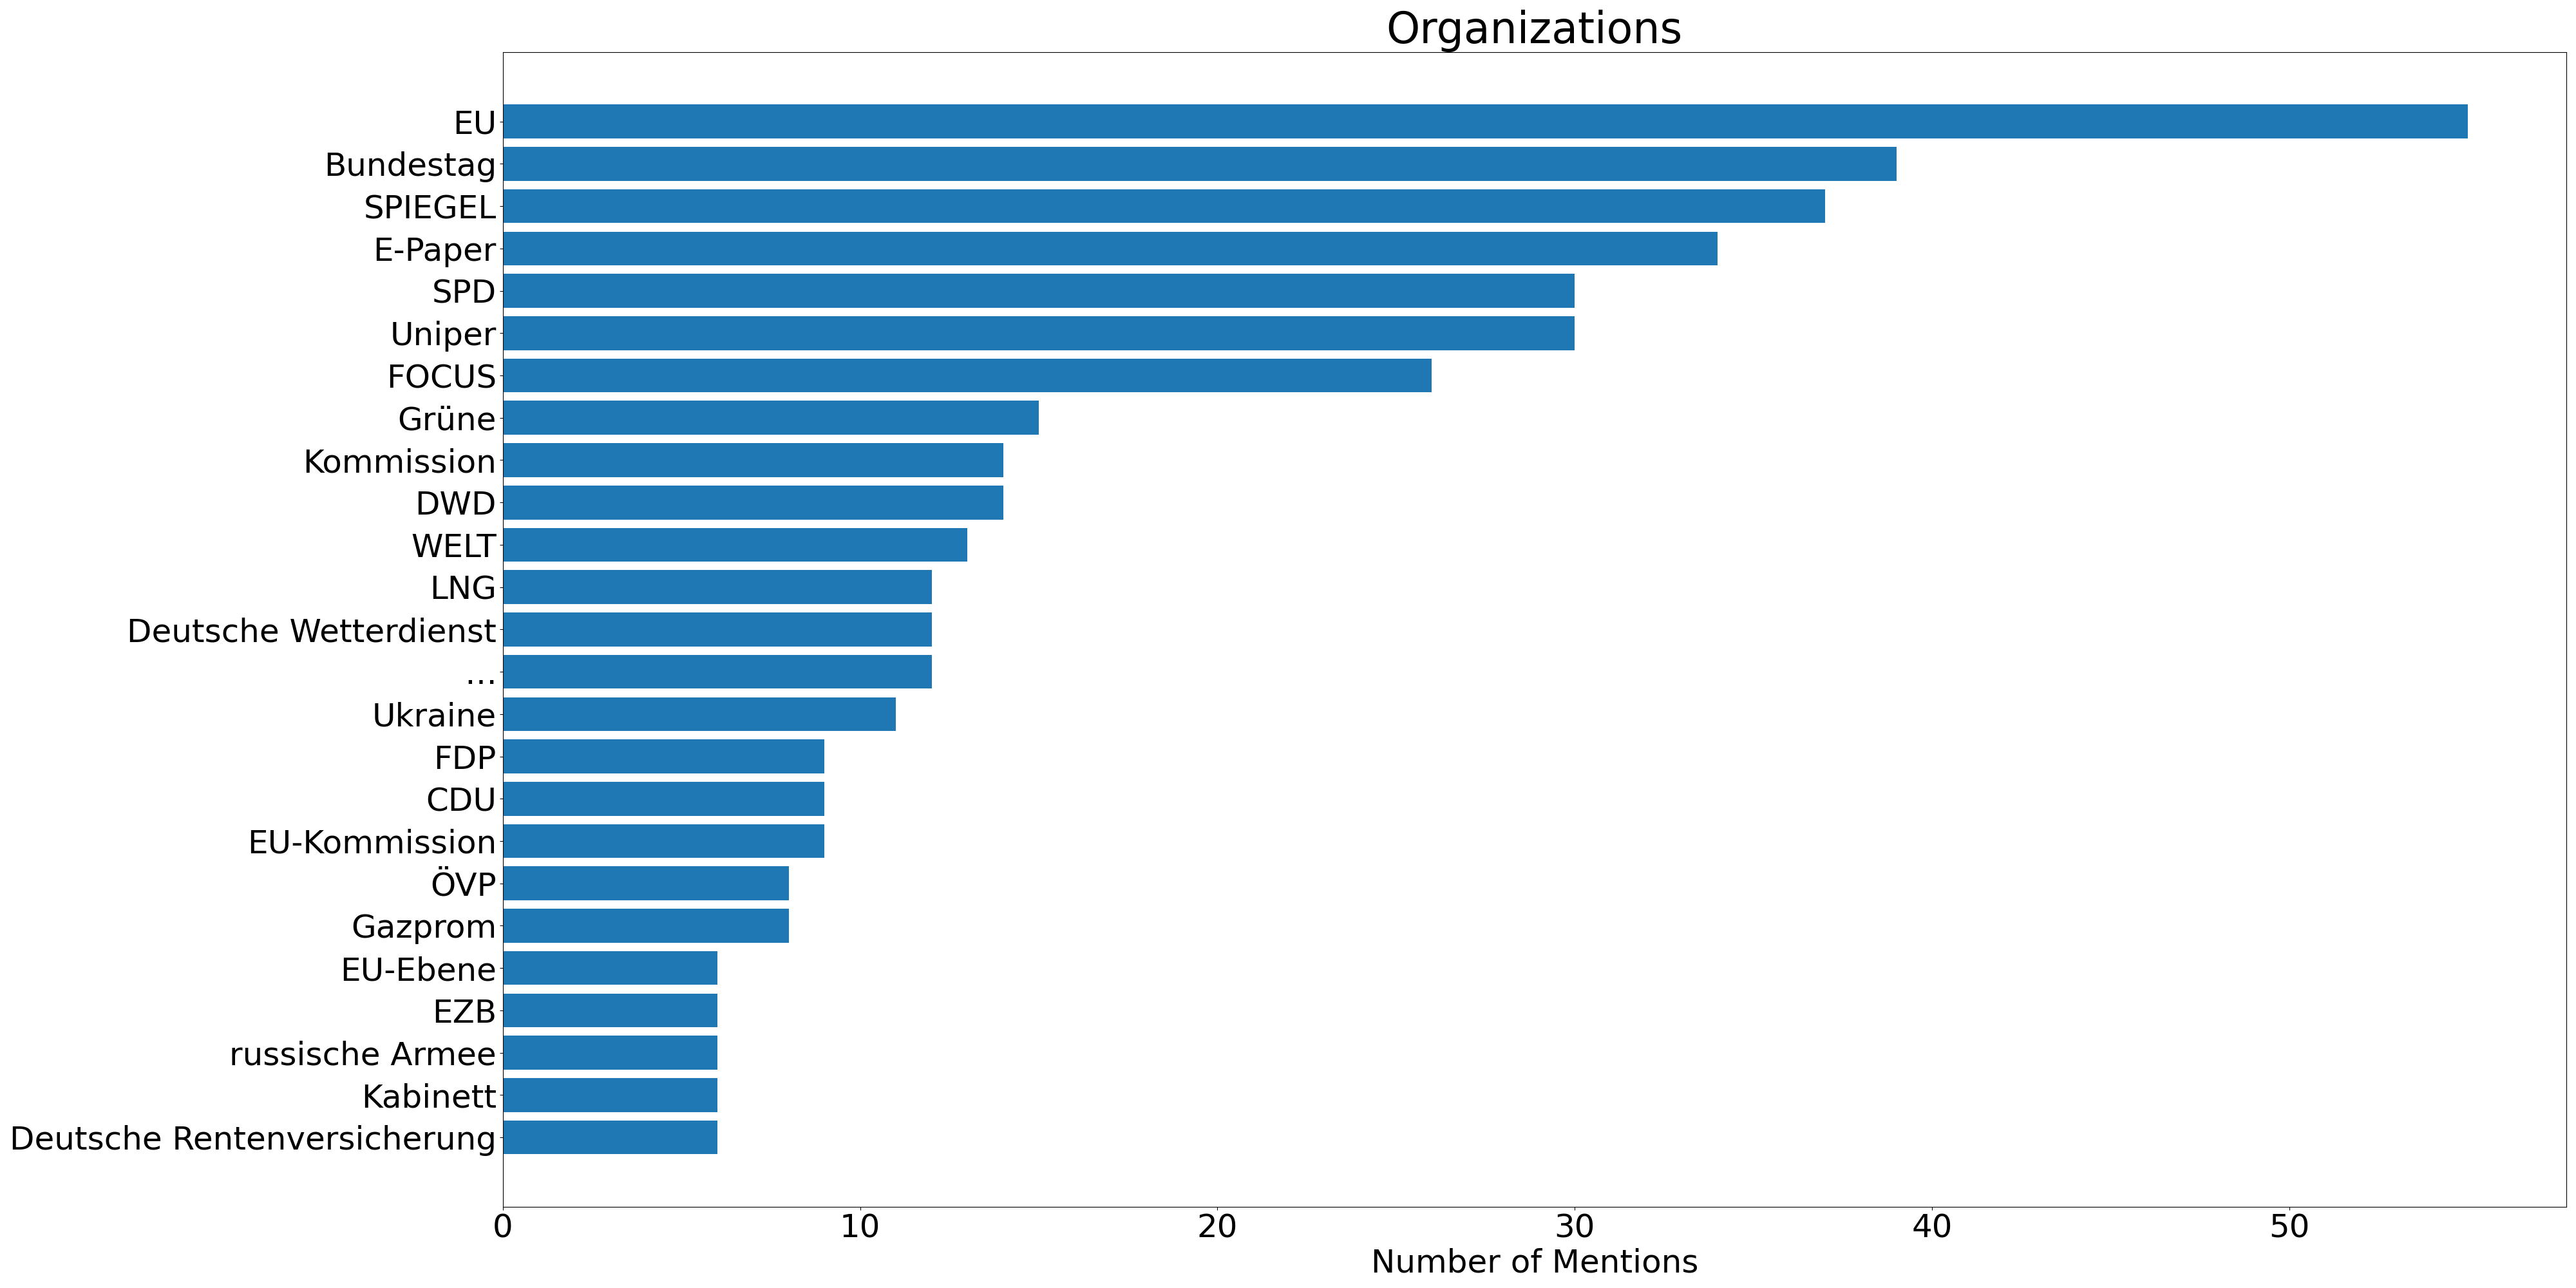 Organizations
EU
Bundestag
SPIEGEL
E-Paper
SPD
Uniper
FOCUS
Grüne
Kommission
DWD
WELT
LNG
Deutsche Wetterdienst
...
Ukraine
FDP
CDU
EU-Kommission
ÖVP
Gazprom
EU-Ebene
EZB
russische Armee
Kabinett
Deutsche Rentenversicherung
0 10 20 30 40 50
Number of Mentions